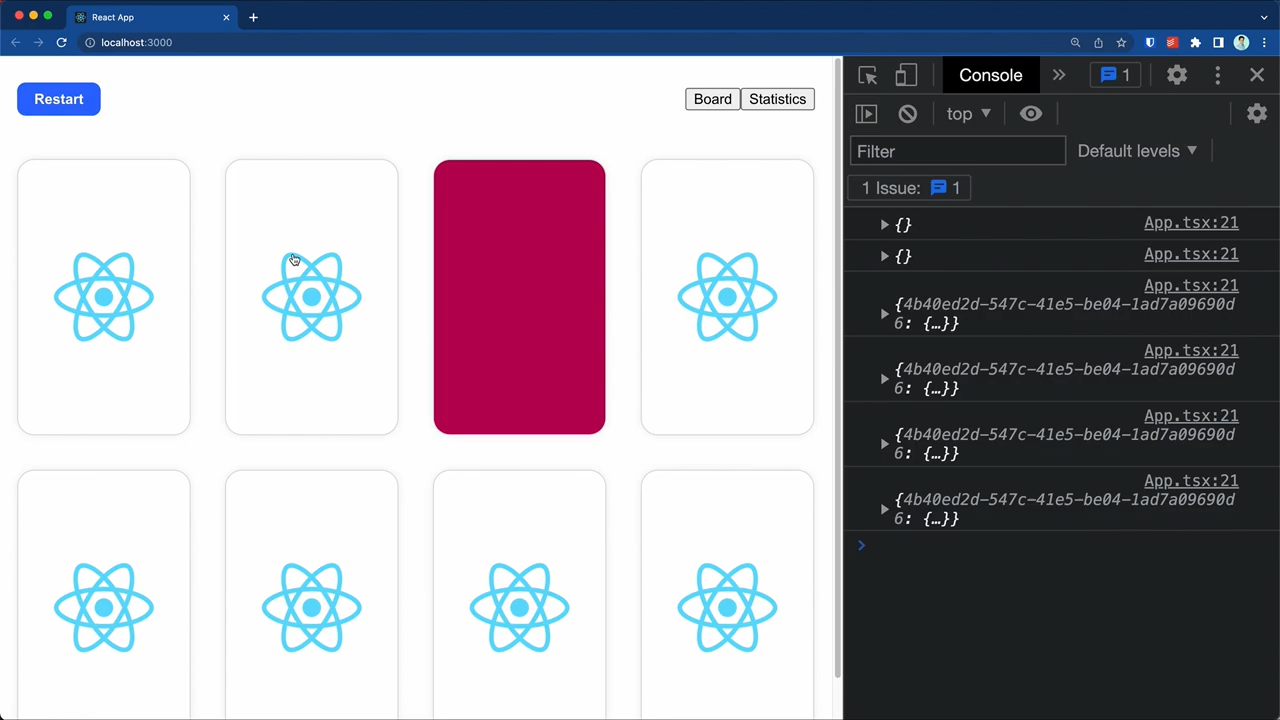 React App
localhost:3000
Restart
Board
Statistics
Console
1
top
Filter
Default levels
1 Issue: 1
{}
App.tsx:21
{}
App.tsx:21
App.tsx:21
{4b40ed2d-547c-41e5-be04-1ad7a09690d
6: {…}}
App.tsx:21
{4b40ed2d-547c-41e5-be04-1ad7a09690d
6: {…}}
App.tsx:21
{4b40ed2d-547c-41e5-be04-1ad7a09690d
6: {…}}
App.tsx:21
{4b40ed2d-547c-41e5-be04-1ad7a09690d
6: {…}}